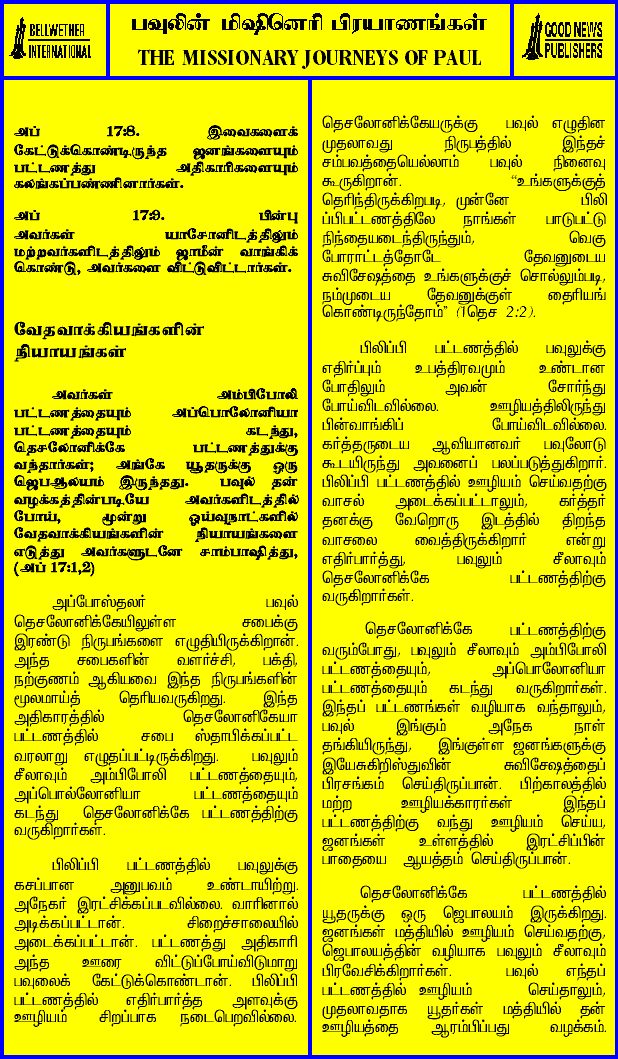 BELLWETHER
INTERNATIONAL
பவுலின் மிஷினெரி பிரயாணங்கள்
THE MISSIONARY JOURNEYS OF PAUL
GOOD NEWS
PUBLISHERS
அப் 17:8. இவைகளைக்
கேட்டுக்கொண்டிருந்த ஜனங்களையும்
பட்டணத்து அதிகாரிகளையும்
கலங்கப்பண்ணினார்கள்.
அப் 17:9. பின்பு
அவர்கள் யாசோனிடத்திலும்
மற்றவர்களிடத்திலும் ஜாமீன் வாங்கிக்
கொண்டு, அவர்களை விட்டுவிட்டார்கள்.
வேதவாக்கியங்களின்
நியாயங்கள்
அவர்கள் அம்பிபோலி
பட்டணத்தையும் அப்பொலோனியா
பட்டணத்தையும் கடந்து,
தெசலோனிக்கே பட்டணத்துக்கு
வந்தார்கள்; அங்கே யூதருக்கு ஒரு
ஜெபஆலயம் இருந்தது. பவுல் தன்
வழக்கத்தின்படியே அவர்களிடத்தில்
போய், மூன்று ஓய்வுநாட்களில்
வேதவாக்கியங்களின் நியாயங்களை
எடுத்து அவர்களுடனே சாம்பாஷித்து,
(அப் 17:1,2)
அப்போஸ்தலர் பவுல்
தெசலோனிக்கேயிலுள்ள சபைக்கு
இரண்டு நிருபங்களை எழுதியிருக்கிறான்.
அந்த சபைகளின் வளர்ச்சி, பக்தி,
நற்குணம் ஆகியவை இந்த நிருபங்களின்
மூலமாய்த் தெரியவருகிறது. இந்த
அதிகாரத்தில் தெசலோனிகேயா
பட்டணத்தில் சபை ஸ்தாபிக்கப்பட்ட
வரலாறு எழுதப்பட்டிருக்கிறது. பவுலும்
சீலாவும் அம்பிபோலி பட்டணத்தையும்,
அப்பொல்லோனியா பட்டணத்தையும்
கடந்து தெசலோனிக்கே பட்டணத்திற்கு
வருகிறார்கள்.
பிலிப்பி பட்டணத்தில் பவுலுக்கு
கசப்பான அனுபவம் உண்டாயிற்று.
அநேகர் இரட்சிக்கப்படவில்லை. வாரினால்
அடிக்கப்பட்டான். சிறைச்சாலையில்
அடைக்கப்பட்டான். பட்டணத்து அதிகாரி
அந்த ஊரை விட்டுப்போய்விடுமாறு
பவுலைக் கேட்டுக்கொண்டான். பிலிப்பி
பட்டணத்தில் எதிர்பார்த்த அளவுக்கு
ஊழியம் சிறப்பாக நடைபெறவில்லை.
தெசலோனிக்கேயருக்கு பவுல் எழுதின
முதலாவது நிருபத்தில் இந்தச்
சம்பவத்தையெல்லாம் பவுல் நினைவு
கூருகிறான். “உங்களுக்குத்
தெரிந்திருக்கிறபடி, முன்னே பிலி
ப்பிபட்டணத்திலே நாங்கள் பாடுபட்டு
நிந்தையடைந்திருந்தும், வெகு
போராட்டத்தோடே தேவனுடைய
சுவிசேஷத்தை உங்களுக்குச் சொல்லும்படி,
நம்முடைய தேவனுக்குள் தைரியங்
கொண்டிருந்தோம்” (1தெச 2:2).
பிலிப்பி பட்டணத்தில் பவுலுக்கு
எதிர்ப்பும் உபத்திரவமும் உண்டான
போதிலும் அவன் சோர்ந்து
போய்விடவில்லை. ஊழியத்திலிருந்து
பின்வாங்கிப் போய்விடவில்லை.
கர்த்தருடைய ஆவியானவர் பவுலோடு
கூடயிருந்து அவனைப் பலப்படுத்துகிறார்.
பிலிப்பி பட்டணத்தில் ஊழியம் செய்வதற்கு
வாசல் அடைக்கப்பட்டாலும், கர்த்தர்
தனக்கு வேறொரு இடத்தில் திறந்த
வாசலை வைத்திருக்கிறார் என்று
எதிர்பார்த்து, பவுலும் சீலாவும்
தெசலோனிக்கே பட்டணத்திற்கு
வருகிறார்கள்.
தெசலோனிக்கே பட்டணத்திற்கு
வரும்போது, பவுலும் சீலாவும் அம்பிபோலி
பட்டணத்தையும், அப்பொலோனியா
பட்டணத்தையும் கடந்து வருகிறார்கள்.
இந்தப் பட்டணங்கள் வழியாக வந்தாலும்,
பவுல் இங்கும் அநேக நாள்
தங்கியிருந்து, இங்குள்ள ஜனங்களுக்கு
இயேசுகிறிஸ்துவின் சுவிசேஷத்தைப்
பிரசங்கம் செய்திருப்பான். பிற்காலத்தில்
மற்ற ஊழியக்காரர்கள் இந்தப்
பட்டணத்திற்கு வந்து ஊழியம் செய்ய,
ஜனங்கள் உள்ளத்தில் இரட்சிப்பின்
பாதையை ஆயத்தம் செய்திருப்பான்.
தெசலோனிக்கே பட்டணத்தில்
யூதருக்கு ஒரு ஜெபாலயம் இருக்கிறது.
ஜனங்கள் மத்தியில் ஊழியம் செய்வதற்கு,
ஜெபாலயத்தின் வழியாக பவுலும் சீலாவும்
பிரவேசிக்கிறார்கள். பவுல் எந்தப்
பட்டணத்தில் ஊழியம் செய்தாலும்,
முதலாவதாக யூதர்கள் மத்தியில் தன்
ஊழியத்தை ஆரம்பிப்பது வழக்கம்.